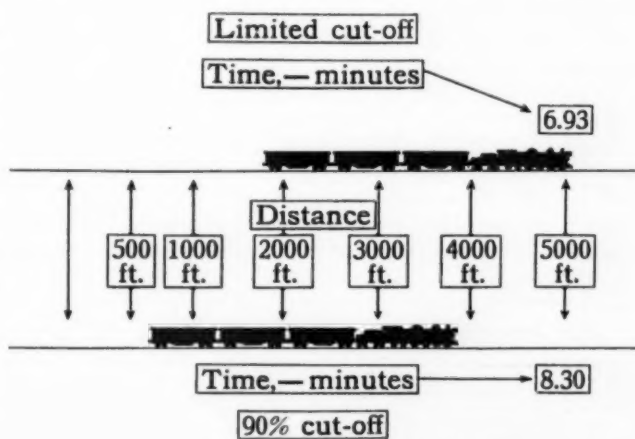 Limited cut-off
Time,— minutes
6.93
Distance
500 ft.
1000 ft.
2000 ft.
3000 ft.
4000 ft.
5000 ft.
Time,— minutes
8.30
90% cut-off